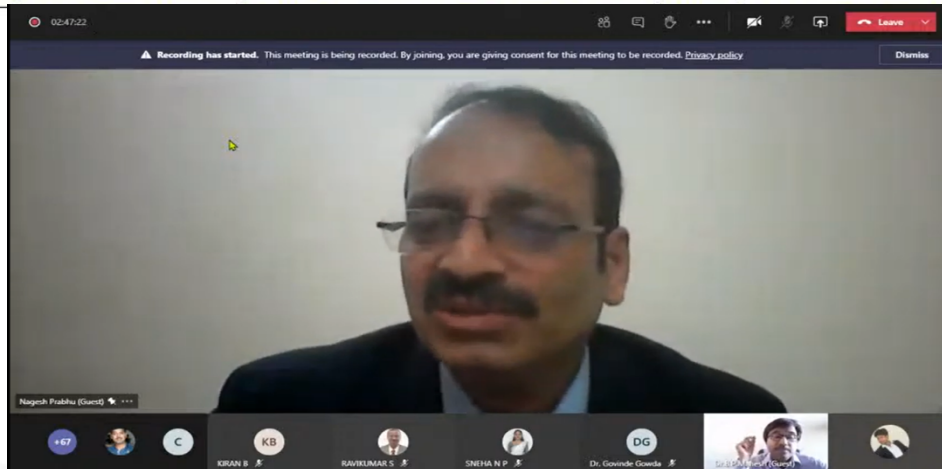 02:47:22
Leave
Recording has started. This meeting is being recorded. By joining, you are giving consent for this meeting to be recorded. Privacy policy
Dismiss
Nagesh Prabhu (Guest)
+67
C
KB
DG
KIRAN B
RAVIKUMAR S
SNEHA N P
Dr. Govinde Gowda
(Guest)